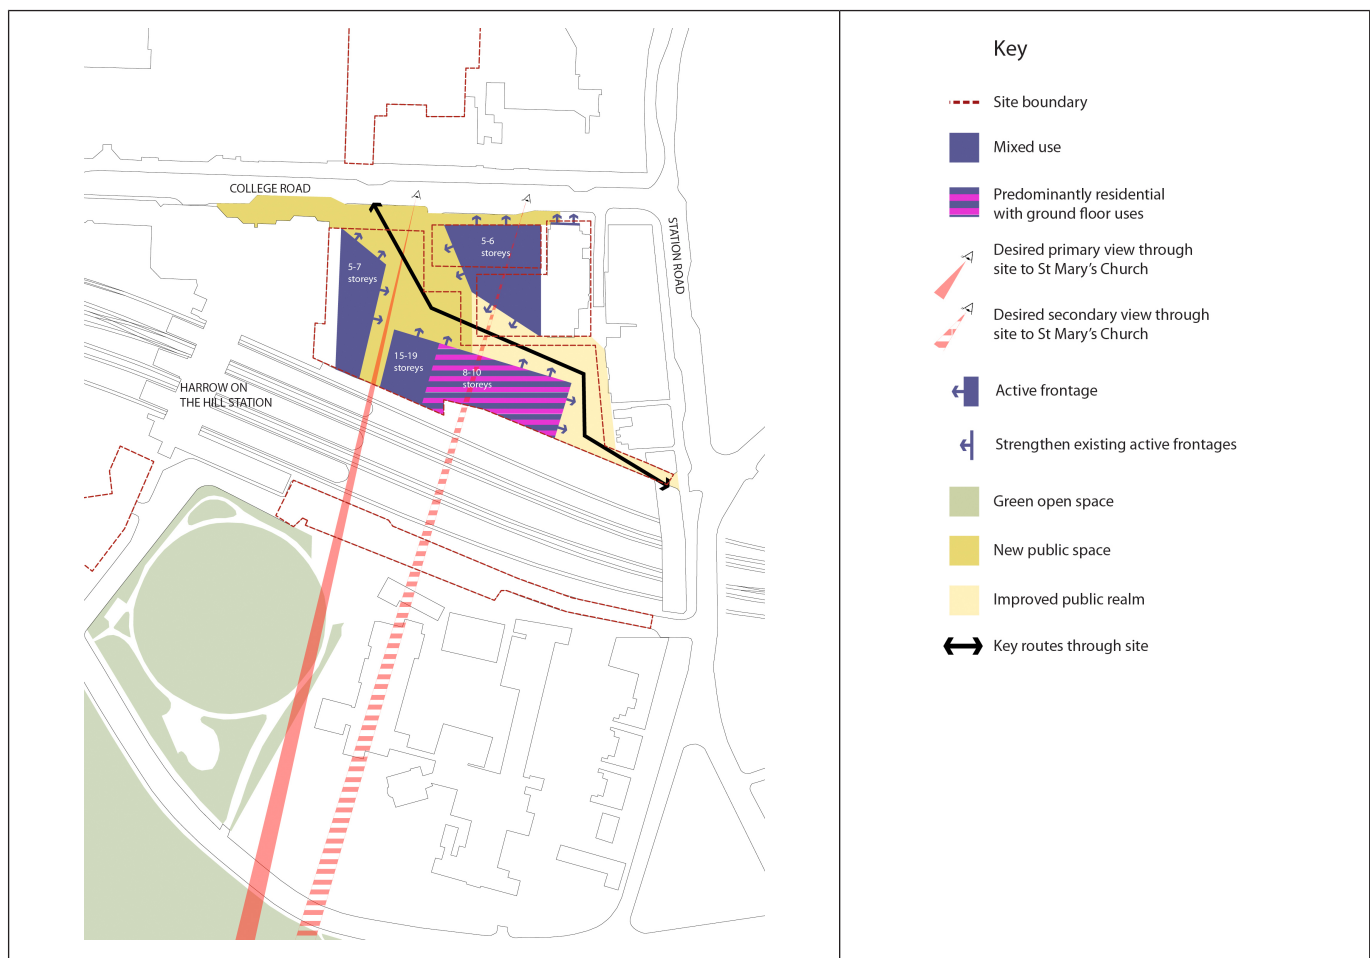 COLLEGE ROAD
STATION ROAD
5-6
storeys
5-7
storeys
15-19
storeys
8-10
storeys
HARROW ON
THE HILL STATION
Key
Site boundary
Mixed use
Predominantly residential
with ground floor uses
Desired primary view through
site to St Mary’s Church
Desired secondary view through
site to St Mary’s Church
Active frontage
Strengthen existing active frontages
Green open space
New public space
Improved public realm
Key routes through site